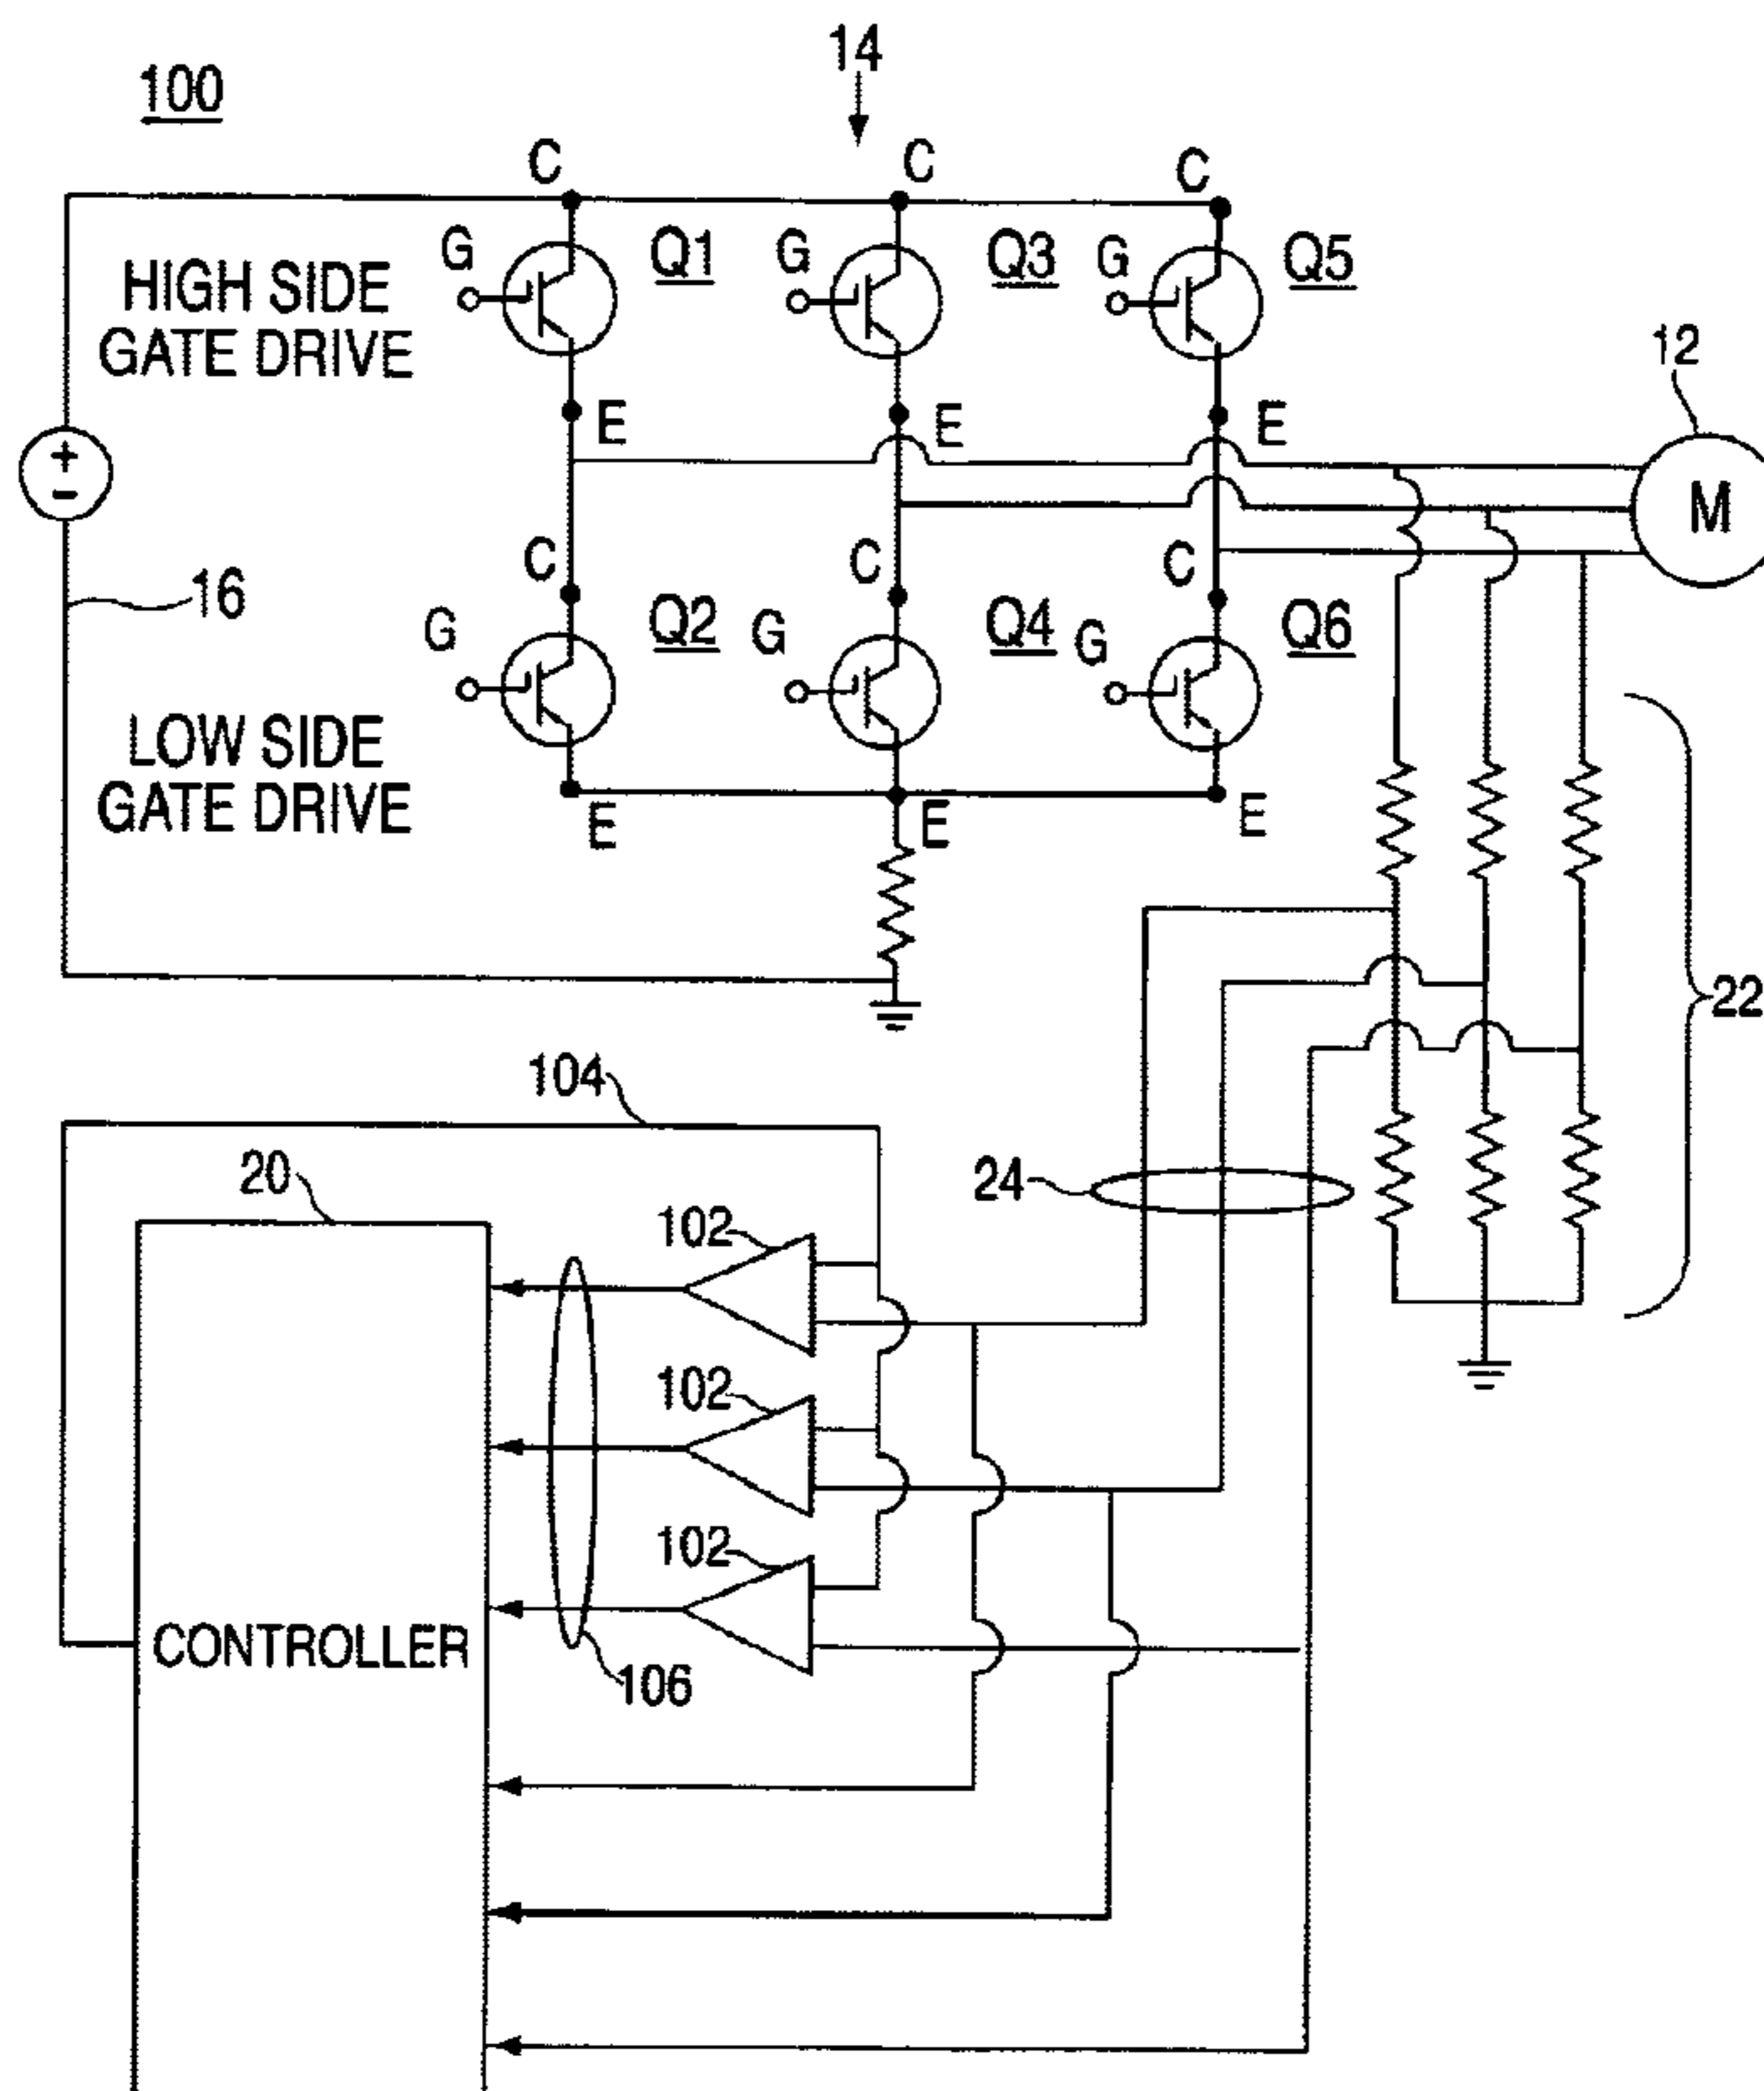 100
14
C C C
G Q1 G Q3 G Q5
HIGH SIDE
GATE DRIVE
12
E E E
+
-
M
C C C
16
G Q2 G Q4 G Q6
LOW SIDE
GATE DRIVE
E E E
22
104
20
24
102
102
102
CONTROLLER
106